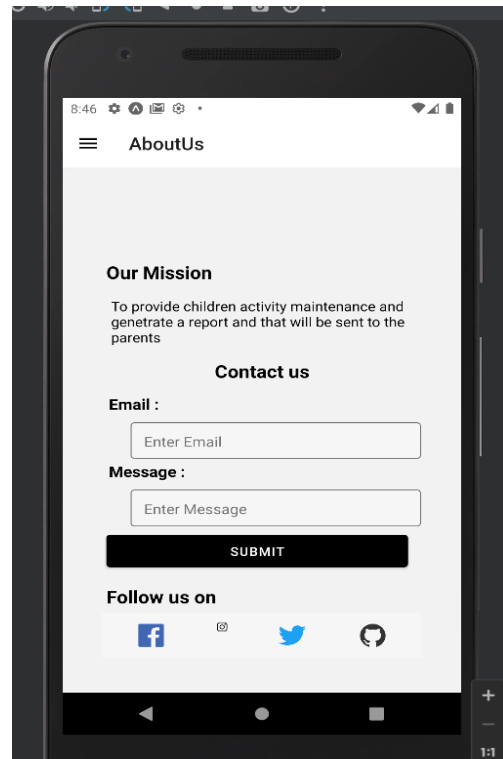 8:46
AboutUs
Our Mission
To provide children activity maintenance and
genetrate a report and that will be sent to the
parents
Contact us
Email :
Enter Email
Message :
Enter Message
SUBMIT
Follow us on
1:1